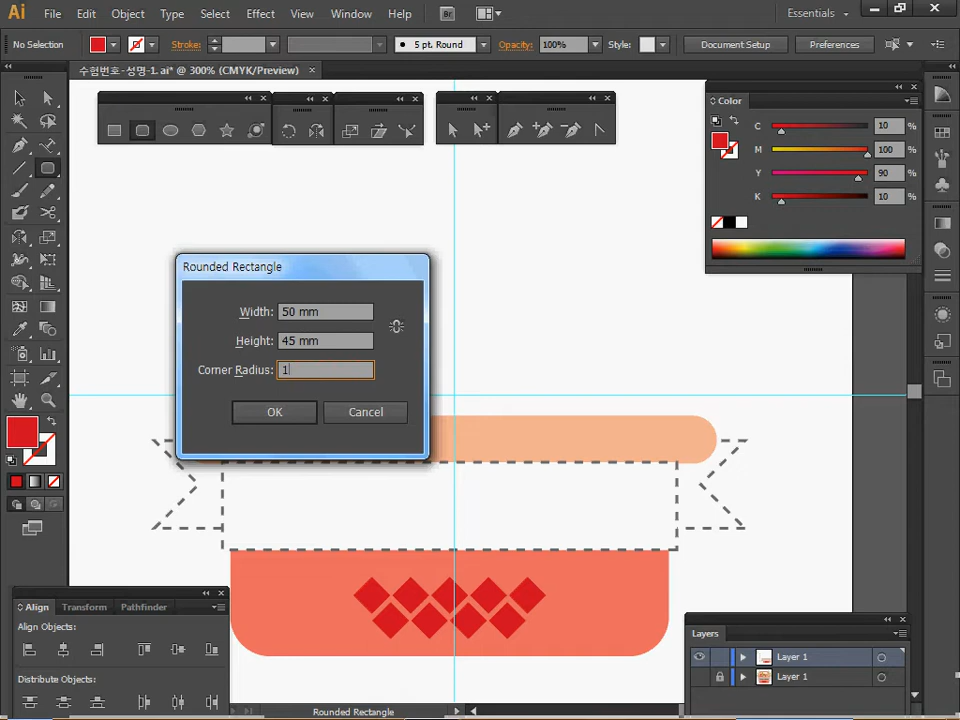 Ai File Edit Object Type Select Effect View Window Help Br Essentials
No Selection Stroke: 5 pt. Round Opacity: 100% Style: Document Setup Preferences
수험번호-성명-1.ai* @ 300% (CMYK/Preview)
Color
C 10 %
M 100 %
Y 90 %
K 10 %
Rounded Rectangle
Width: 50 mm
Height: 45 mm
Corner Radius: 1
OK Cancel
Align Transform Pathfinder
Align Objects:
Distribute Objects:
Layers
Layer 1
Layer 1
Rounded Rectangle